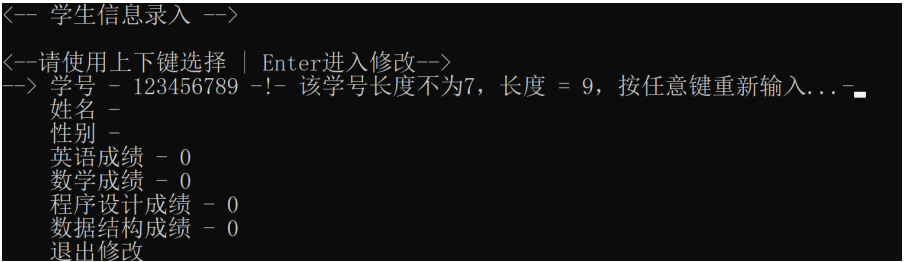 <-- 学生信息录入 -->
<--请使用上下键选择 | Enter进入修改-->
--> 学号 - 123456789 -!- 该学号长度不为7，长度 = 9，按任意键重新输入...-
姓名 -
性别 -
英语成绩 - 0
数学成绩 - 0
程序设计成绩 - 0
数据结构成绩 - 0
退出修改